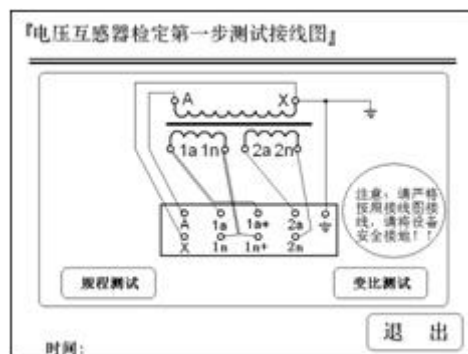 『电压互感器检定第一步测试接线图』
A X
1a 1n 2a 2n
A 1a 1a* 2a
X 1n 1n* 2n
注意,请严格
按照接线图接
线,请将设备
安全接地!!
规程测试
变比测试
退 出
时间: